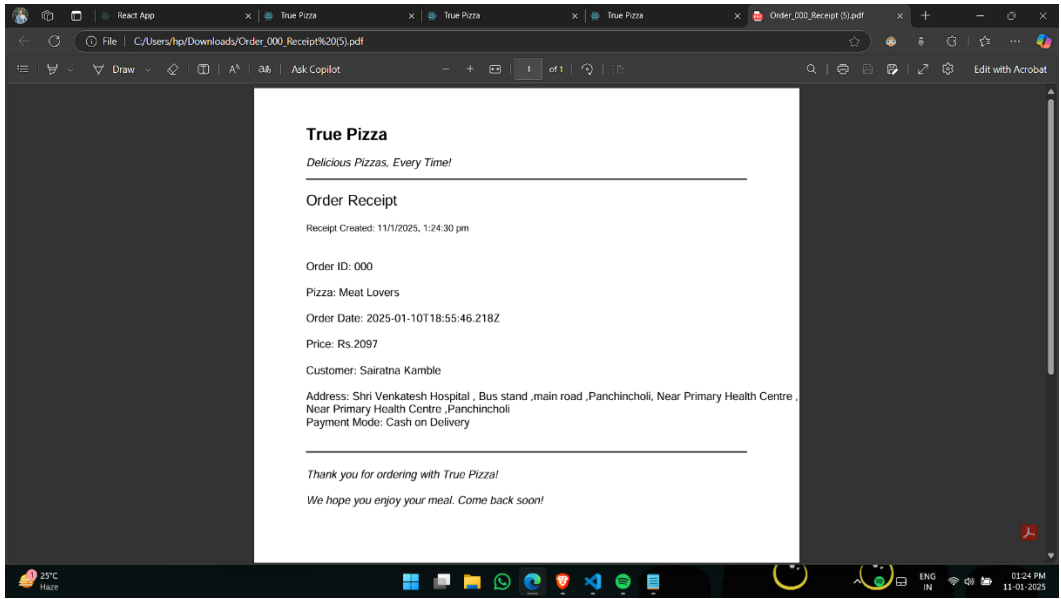 React App
True Pizza
True Pizza
True Pizza
Order_000_Receipt (5).pdf
File
C:/Users/hp/Downloads/Order_000_Receipt%20(5).pdf
Draw
Ask Copilot
1 of 1
Edit with Acrobat
True Pizza
Delicious Pizzas, Every Time!
Order Receipt
Receipt Created: 11/1/2025, 1:24:30 pm
Order ID: 000
Pizza: Meat Lovers
Order Date: 2025-01-10T18:55:46.218Z
Price: Rs.2097
Customer: Sairatna Kamble
Address: Shri Venkatesh Hospital , Bus stand ,main road ,Panchincholi, Near Primary Health Centre ,
Near Primary Health Centre ,Panchincholi
Payment Mode: Cash on Delivery
Thank you for ordering with True Pizza!
We hope you enjoy your meal. Come back soon!
1
25°C
Haze
ENG
IN
01:24 PM
11-01-2025